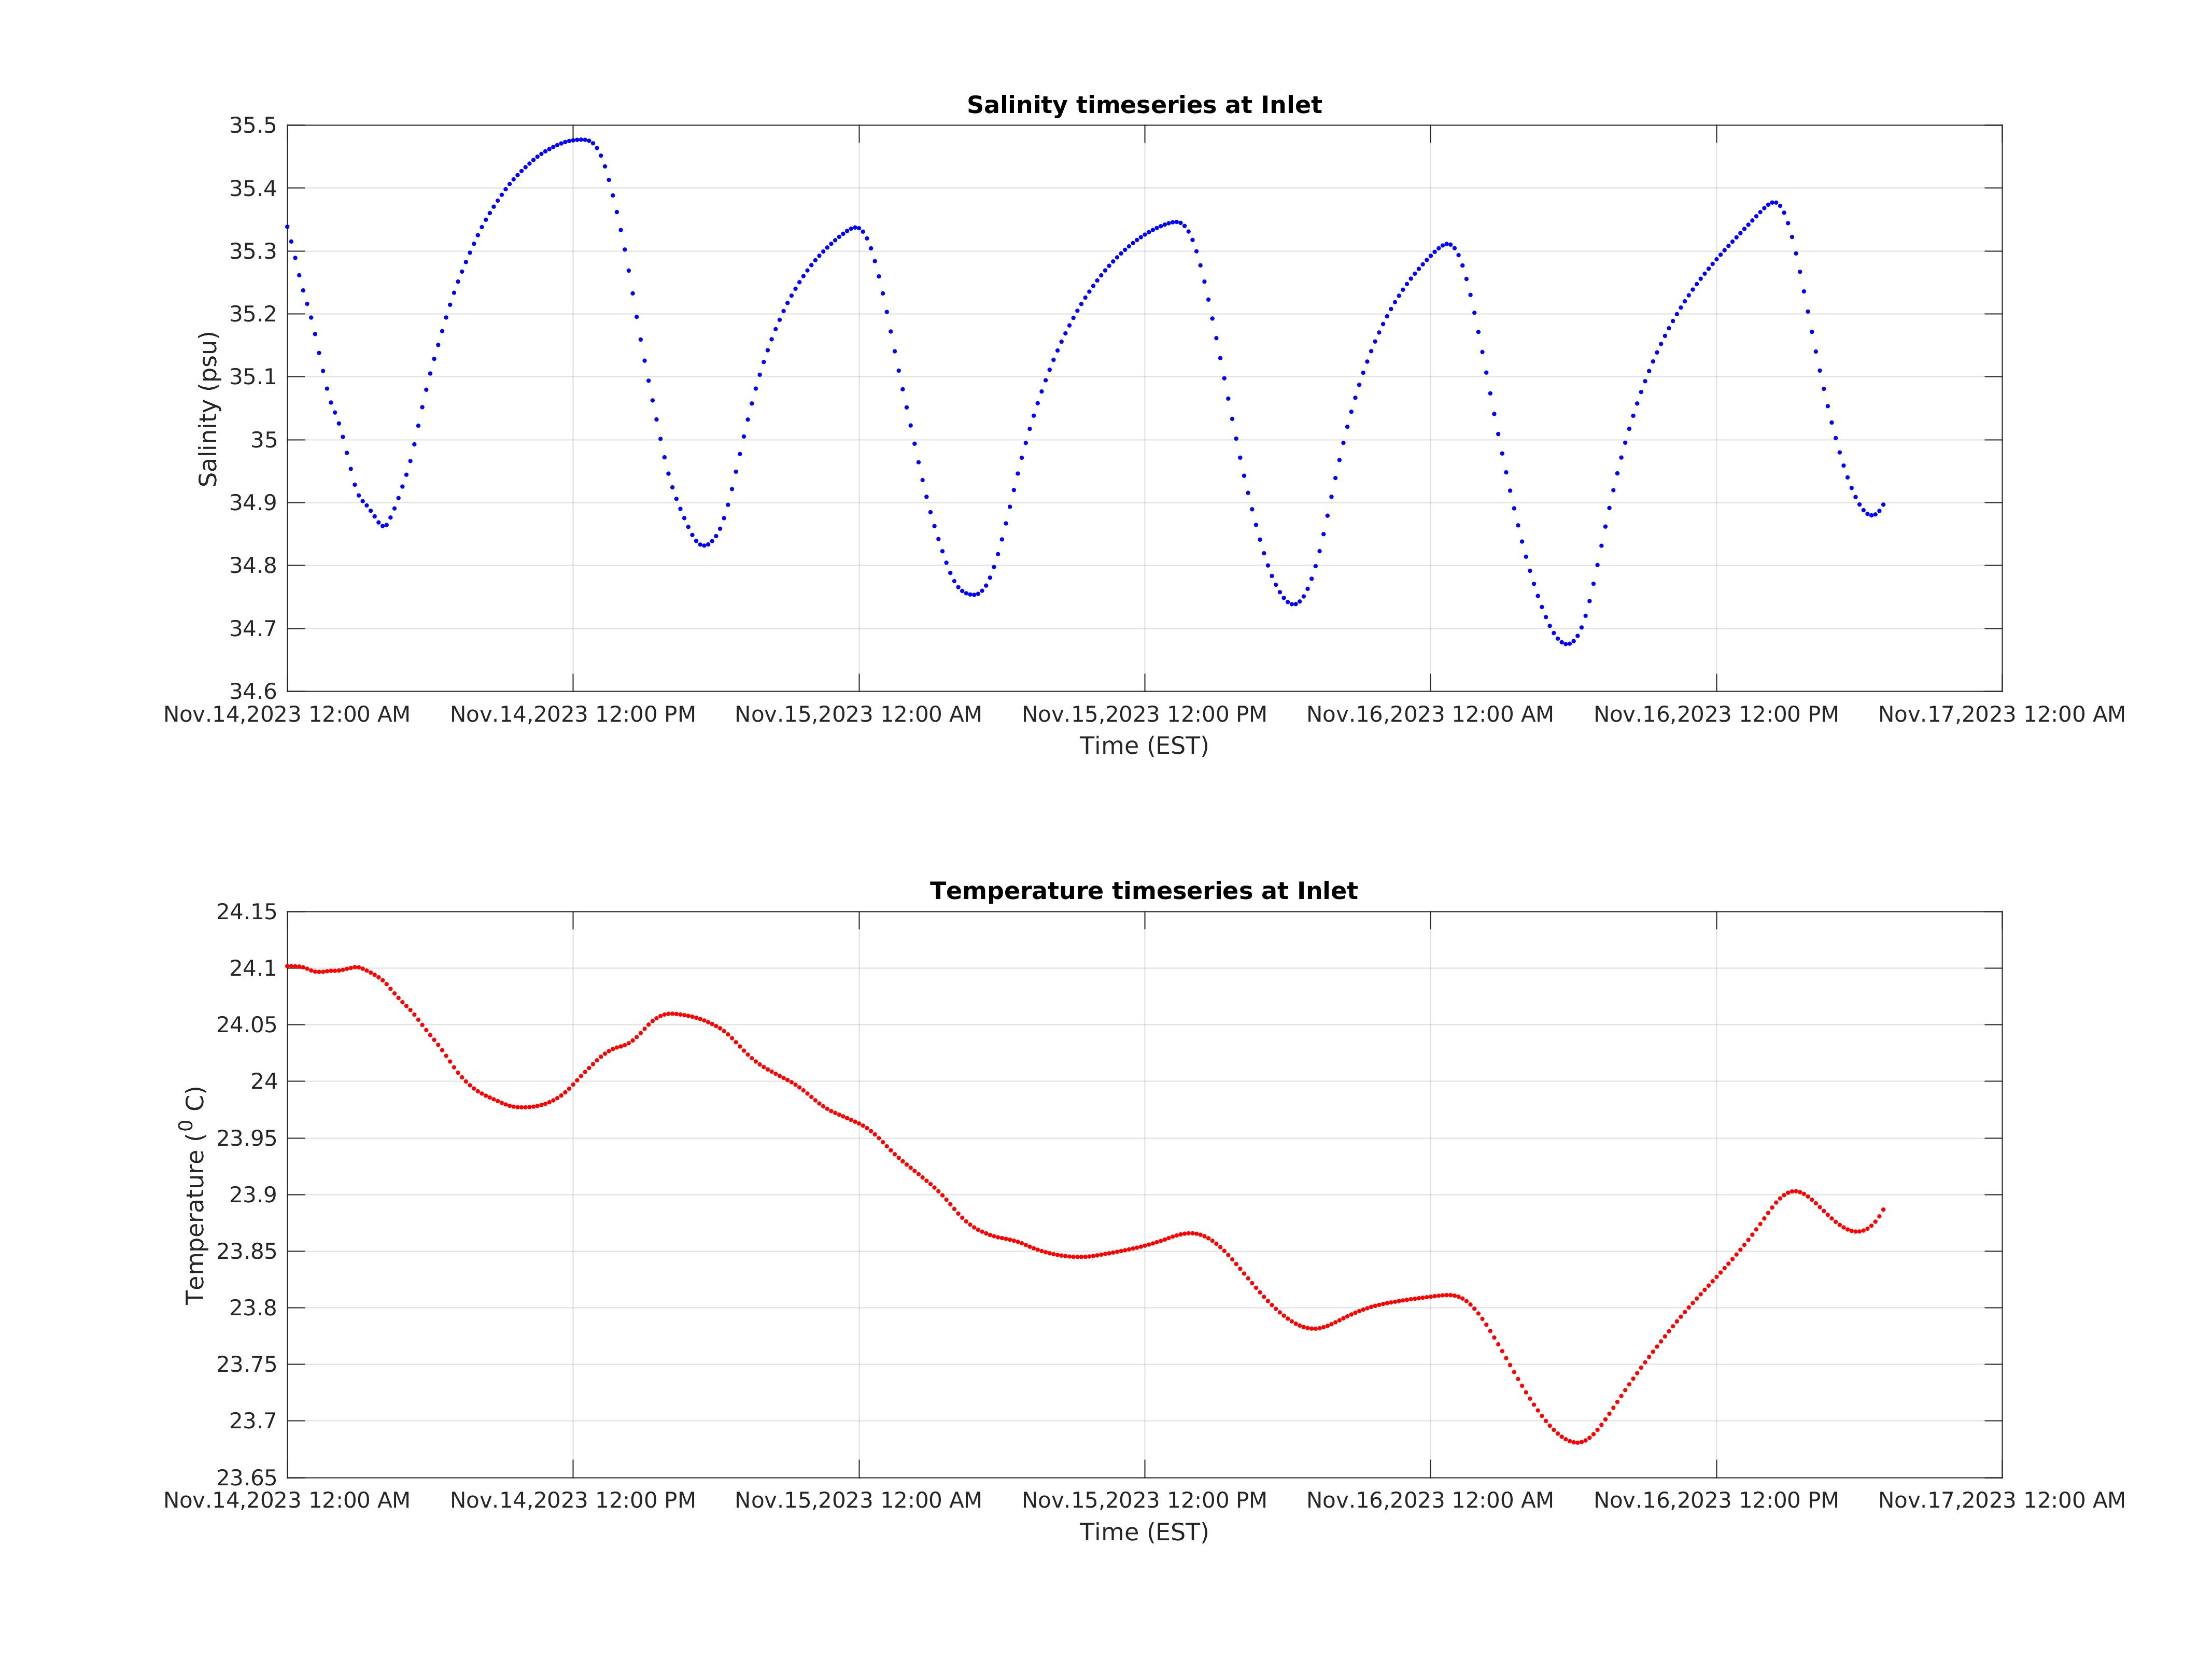 Salinity timeseries at Inlet
35.5
35.4
35.3
35.2
35.1
35
34.9
34.8
34.7
34.6
Salinity (psu)
Nov.14,2023 12:00 AM Nov.14,2023 12:00 PM Nov.15,2023 12:00 AM Nov.15,2023 12:00 PM Nov.16,2023 12:00 AM Nov.16,2023 12:00 PM Nov.17,2023 12:00 AM
Time (EST)
Temperature timeseries at Inlet
24.15
24.1
24.05
24
23.95
23.9
23.85
23.8
23.75
23.7
23.65
Temperature (⁰ C)
Nov.14,2023 12:00 AM Nov.14,2023 12:00 PM Nov.15,2023 12:00 AM Nov.15,2023 12:00 PM Nov.16,2023 12:00 AM Nov.16,2023 12:00 PM Nov.17,2023 12:00 AM
Time (EST)